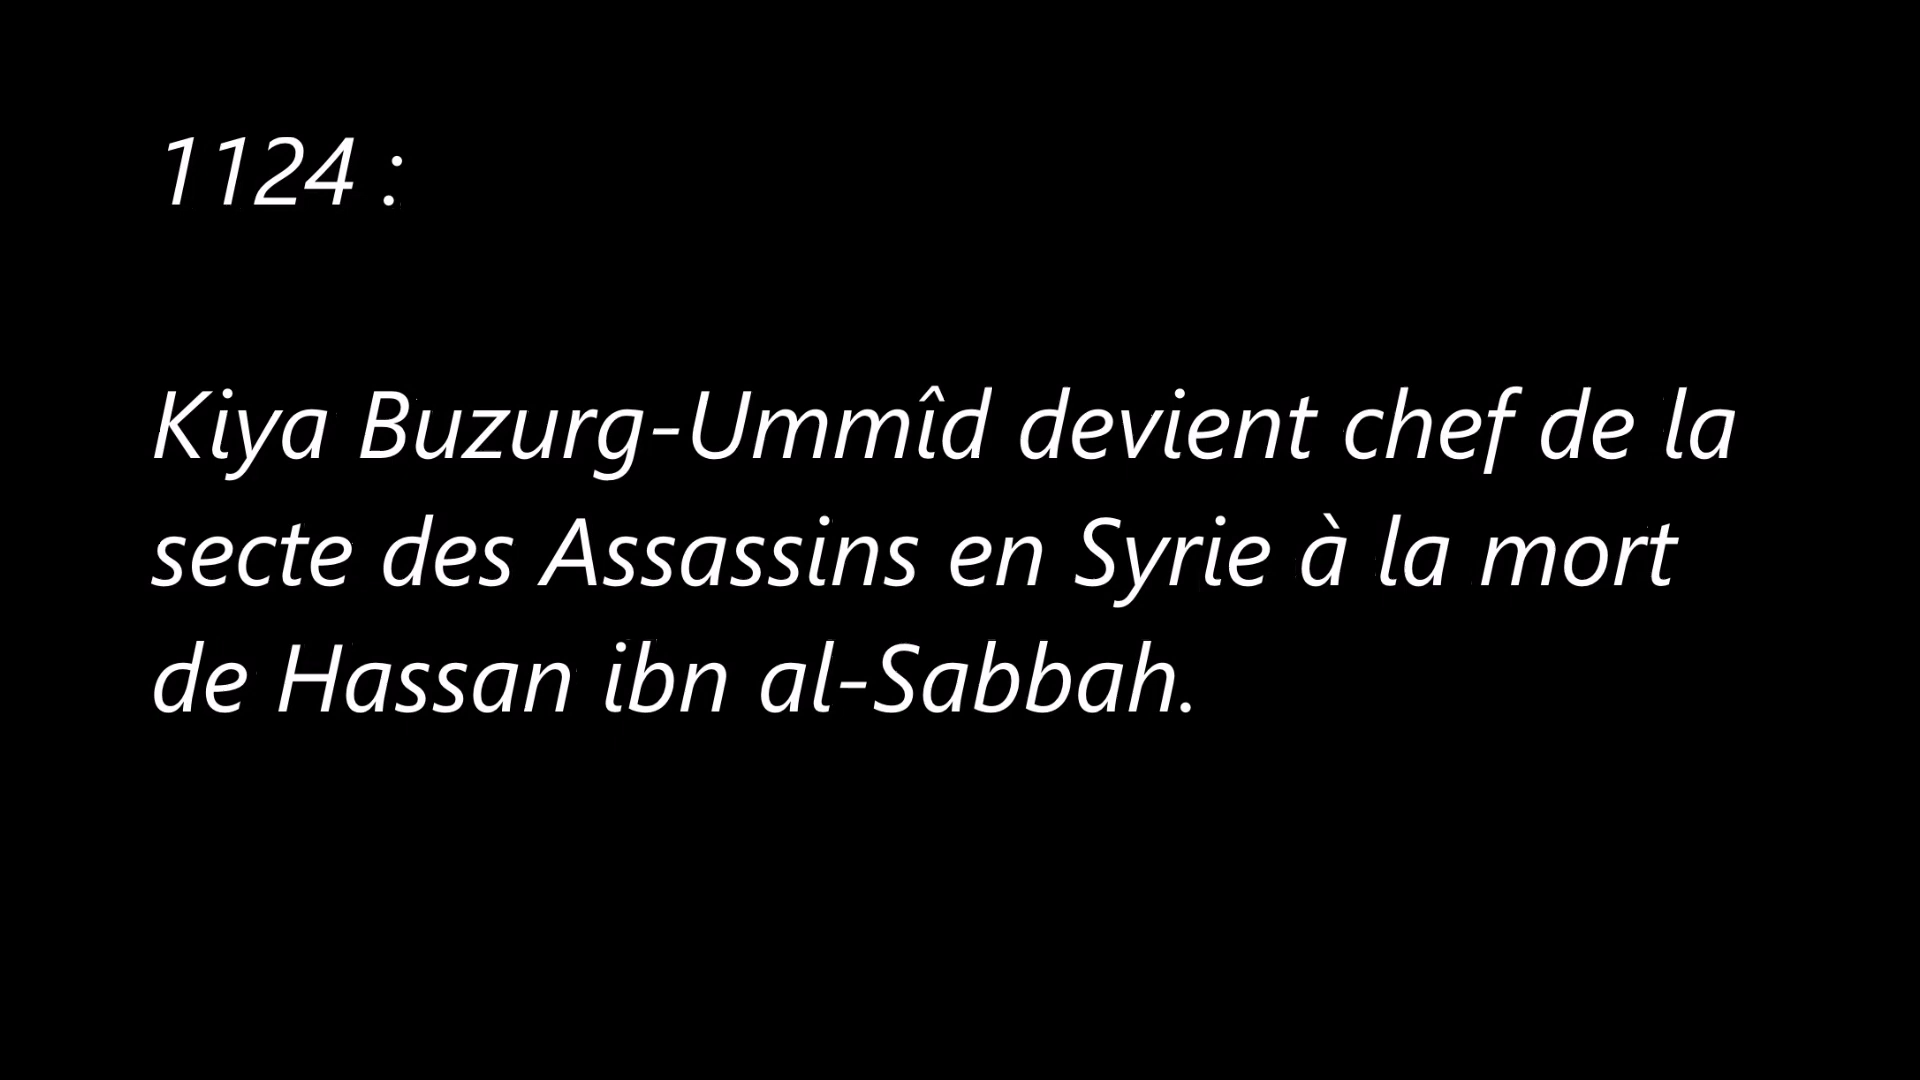 1124 :
Kiya Buzurg-Ummîd devient chef de la
secte des Assassins en Syrie à la mort
de Hassan ibn al-Sabbah.